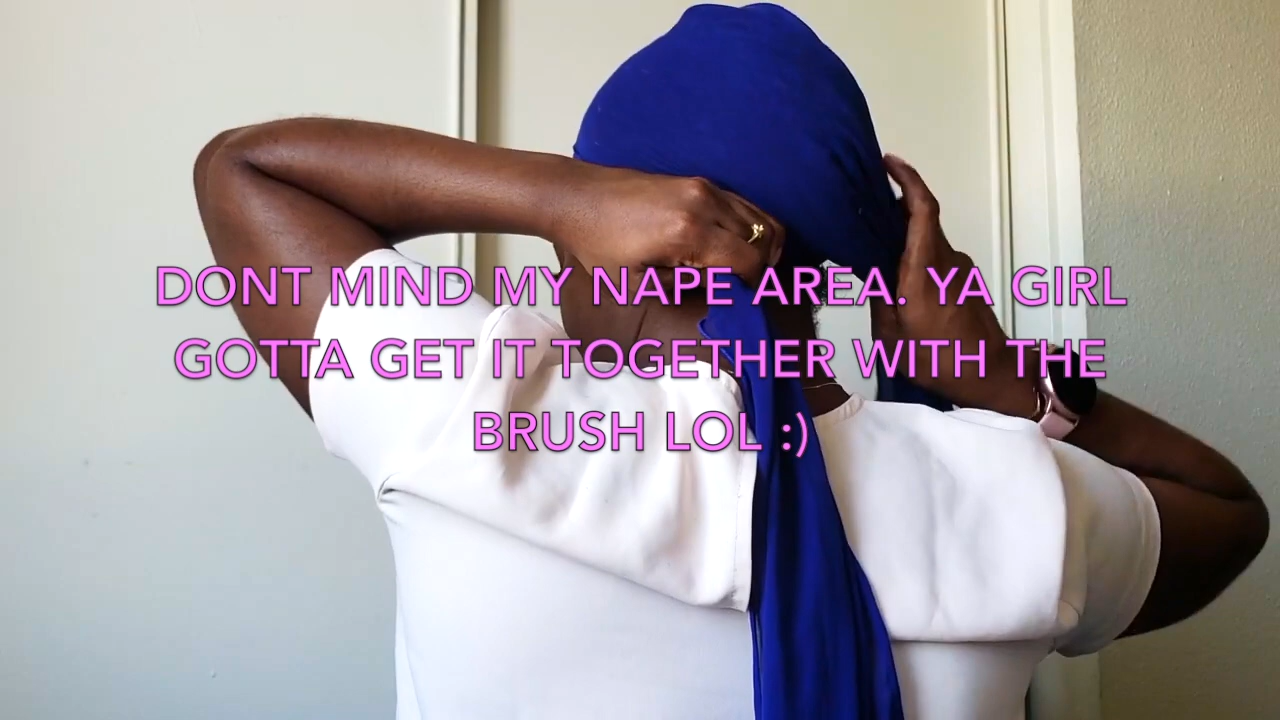 DONT MIND MY NAPE AREA. YA GIRL
GOTTA GET IT TOGETHER WITH THE
BRUSH LOL :)